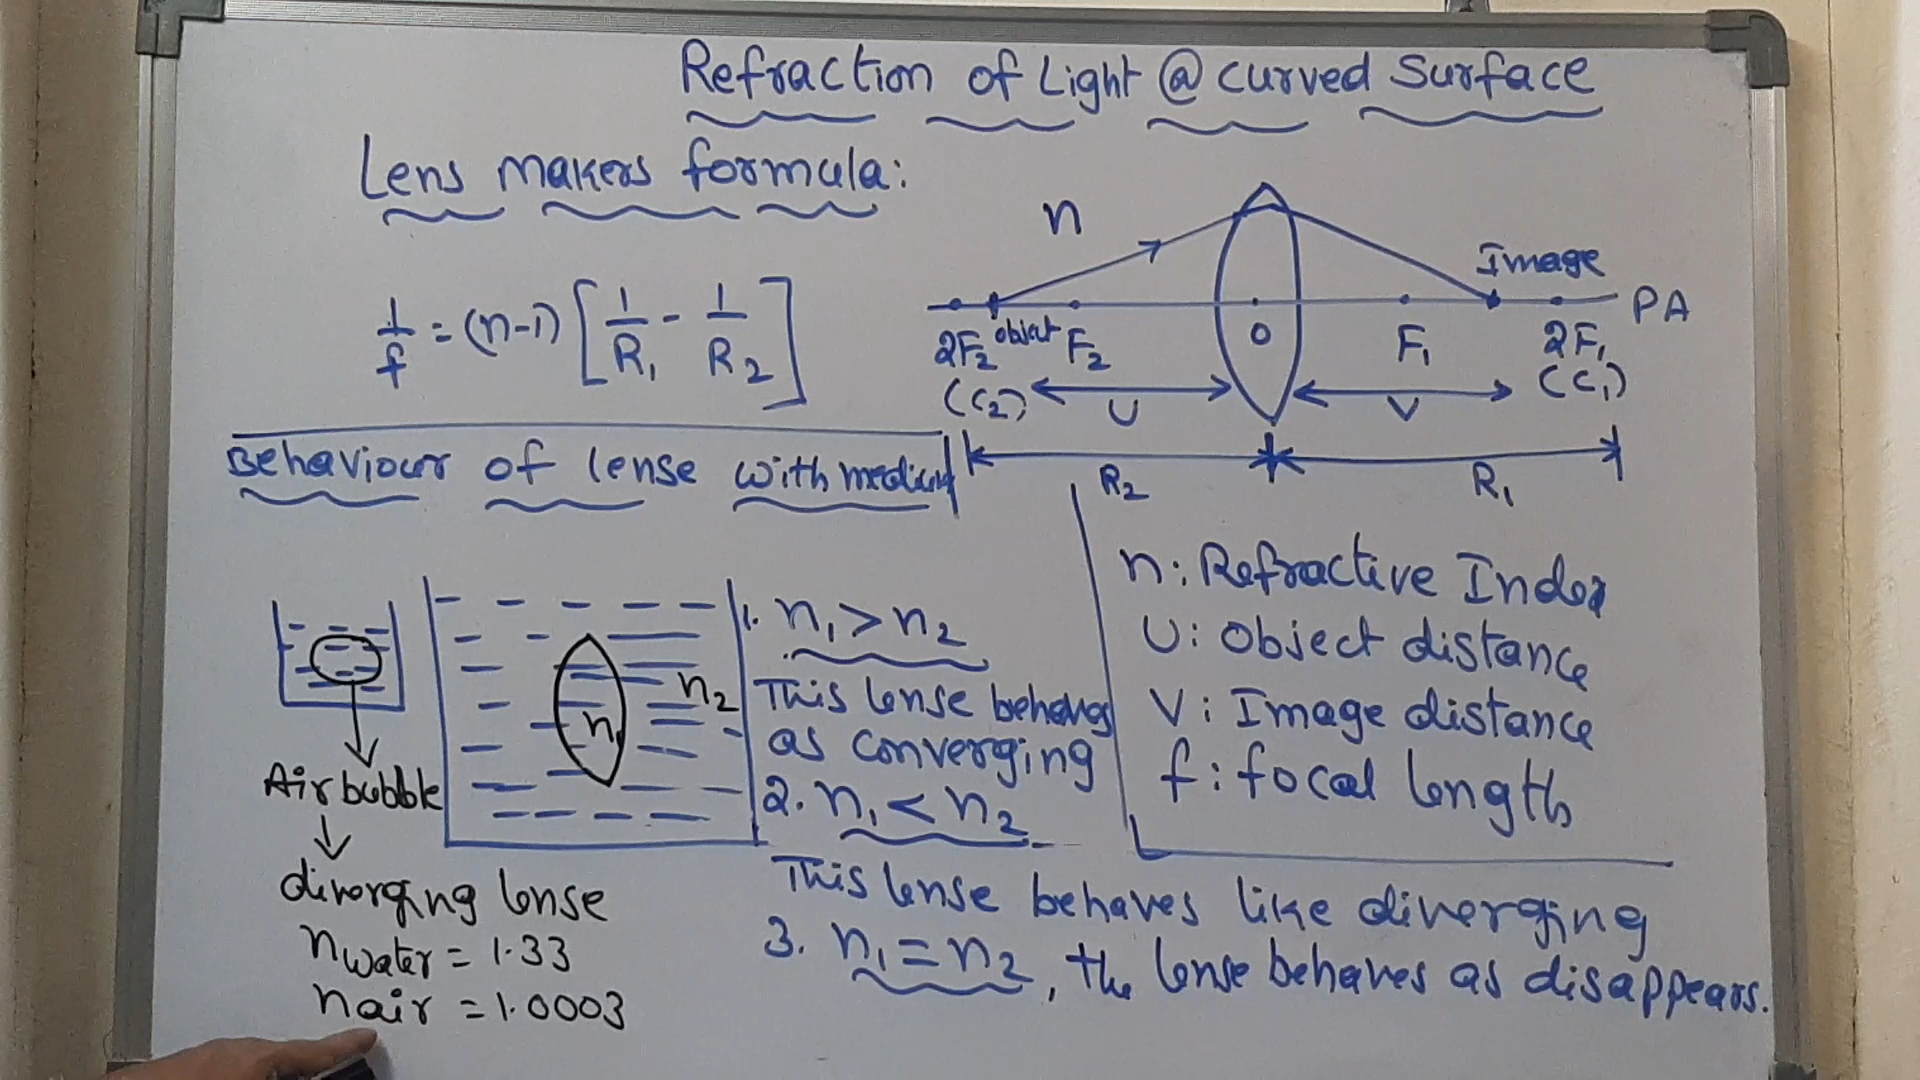 Refraction of Light @ curved Surface
Lens makers formula:
1/f = (n-1) [1/R₁ - 1/R₂]
n
Image
PA
2F₂ object F₂ O F₁ 2F₁
(C₂) U V (C₁)
R₂ R₁
Behaviour of lense with medium
n: Refractive Index
U: Object distance
V: Image distance
f: focal length
n₁ n₂
Air bubble
diverging lense
nwater = 1.33
nair = 1.0003
1. n₁ > n₂
This lense behaves
as converging
2. n₁ < n₂
This lense behaves like diverging
3. n₁ = n₂, the lense behaves as disappears.